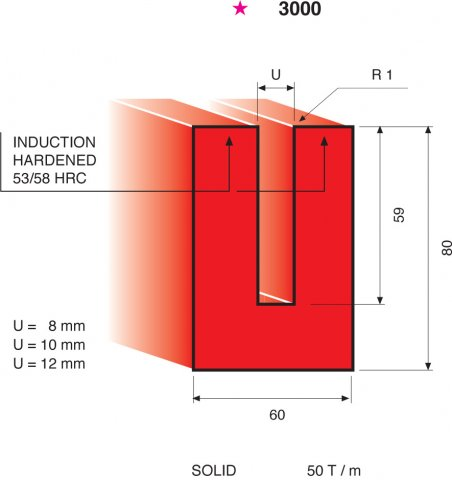 ★ 3000
U
R 1
INDUCTION
HARDENED
53/58 HRC
59
80
U = 8 mm
U = 10 mm
U = 12 mm
60
SOLID 50 T / m